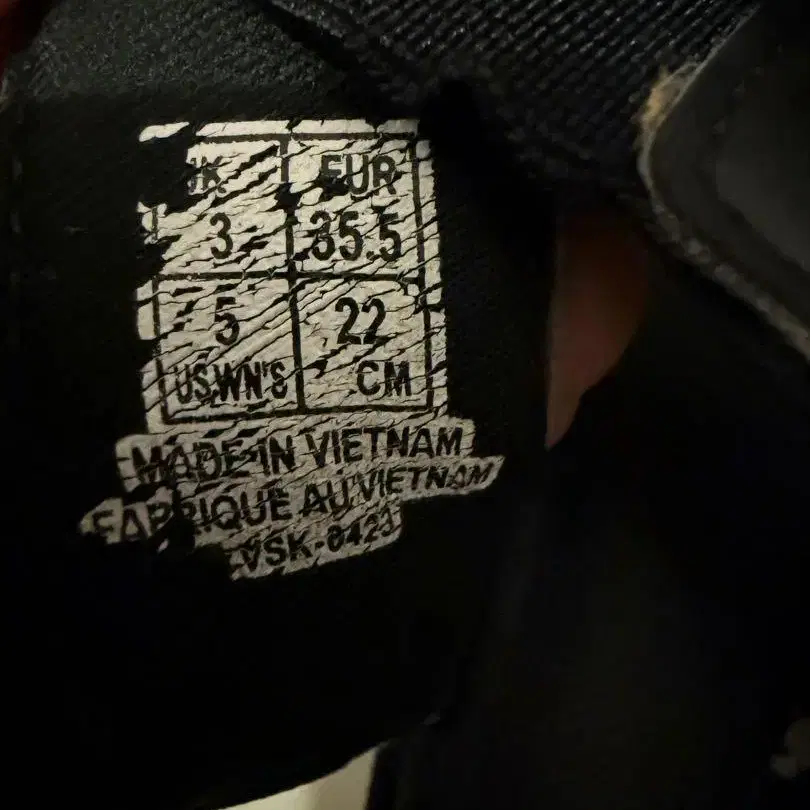 UK EUR
3 35.5
5 22
US.WN'S CM
MADE IN VIETNAM
FABRIQUE AU VIETNAM
VSK-0423